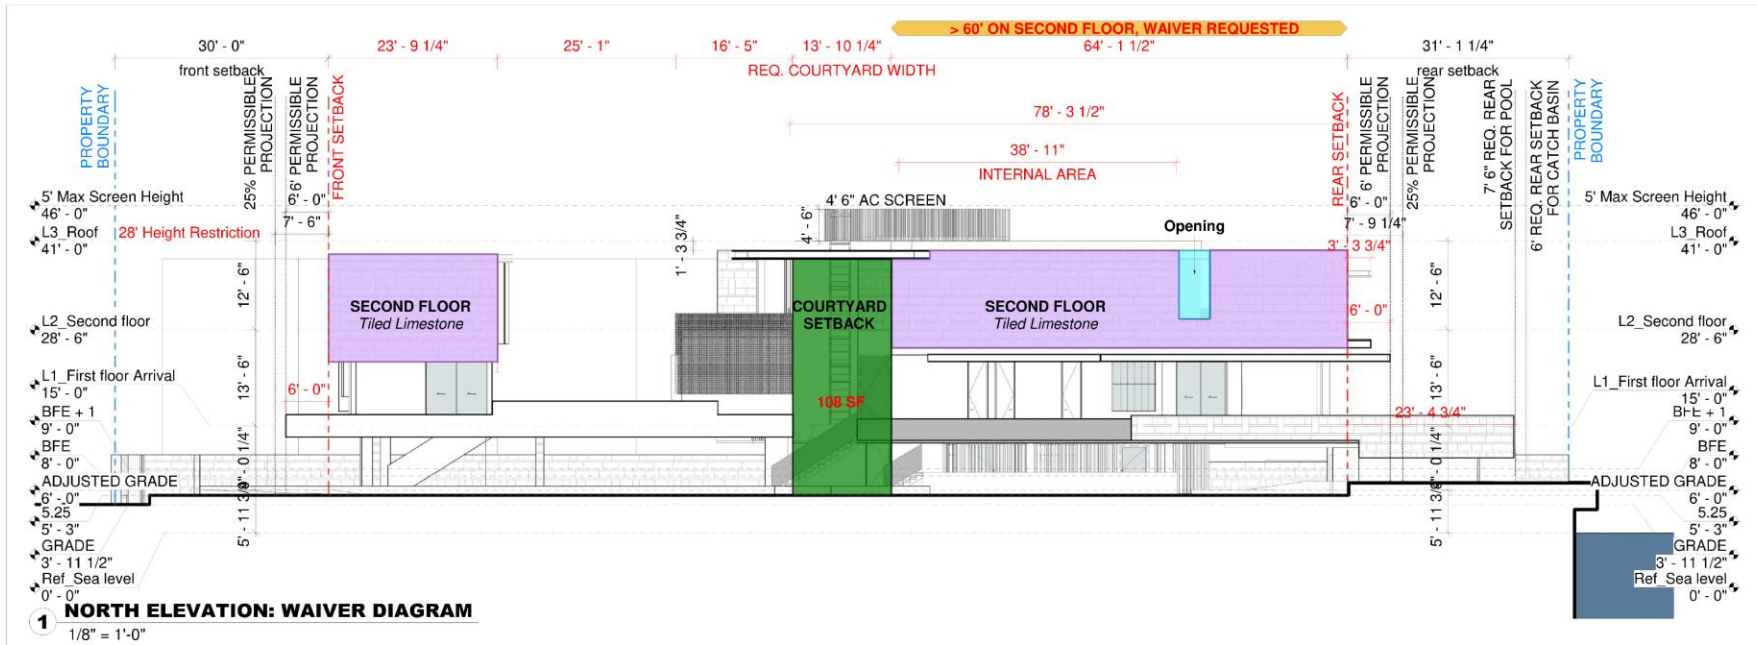 > 60' ON SECOND FLOOR, WAIVER REQUESTED
30' - 0"
23' - 9 1/4"
25' - 1"
16' - 5"
13' - 10 1/4"
64' - 1 1/2"
31' - 1 1/4"
front setback
REQ. COURTYARD WIDTH
rear setback
PROPERTY
BOUNDARY
25% PERMISSIBLE
PROJECTION
6' PERMISSIBLE
PROJECTION
FRONT SETBACK
78' - 3 1/2"
38' - 11"
INTERNAL AREA
REAR SETBACK
6' PERMISSIBLE
PROJECTION
25% PERMISSIBLE
PROJECTION
7' 6" REQ. REAR
SETBACK FOR POOL
6' REQ. REAR SETBACK
FOR CATCH BASIN
PROPERTY
BOUNDARY
6' - 0"
7' - 6"
28' Height Restriction
4' 6" AC SCREEN
4' - 6"
1' - 3 3/4"
Opening
6' - 0"
7' - 9 1/4"
3' - 3 3/4"
5' Max Screen Height
46' - 0"
L3_Roof
41' - 0"
L2_Second floor
28' - 6"
L1_First floor Arrival
15' - 0"
BFE + 1
9' - 0"
BFE
8' - 0"
ADJUSTED GRADE
6' - 0"
5.25
5' - 3"
GRADE
3' - 11 1/2"
Ref_Sea level
0' - 0"
12' - 6"
13' - 6"
5' - 11 3/4"
6' - 0"
SECOND FLOOR
Tiled Limestone
COURTYARD
SETBACK
108 SF
SECOND FLOOR
Tiled Limestone
6' - 0"
23' - 4 3/4"
12' - 6"
13' - 6"
5' - 11 3/4"
5' Max Screen Height
46' - 0"
L3_Roof
41' - 0"
L2_Second floor
28' - 6"
L1_First floor Arrival
15' - 0"
BFE + 1
9' - 0"
BFE
8' - 0"
ADJUSTED GRADE
6' - 0"
5.25
5' - 3"
GRADE
3' - 11 1/2"
Ref_Sea level
0' - 0"
1
NORTH ELEVATION: WAIVER DIAGRAM
1/8" = 1'-0"